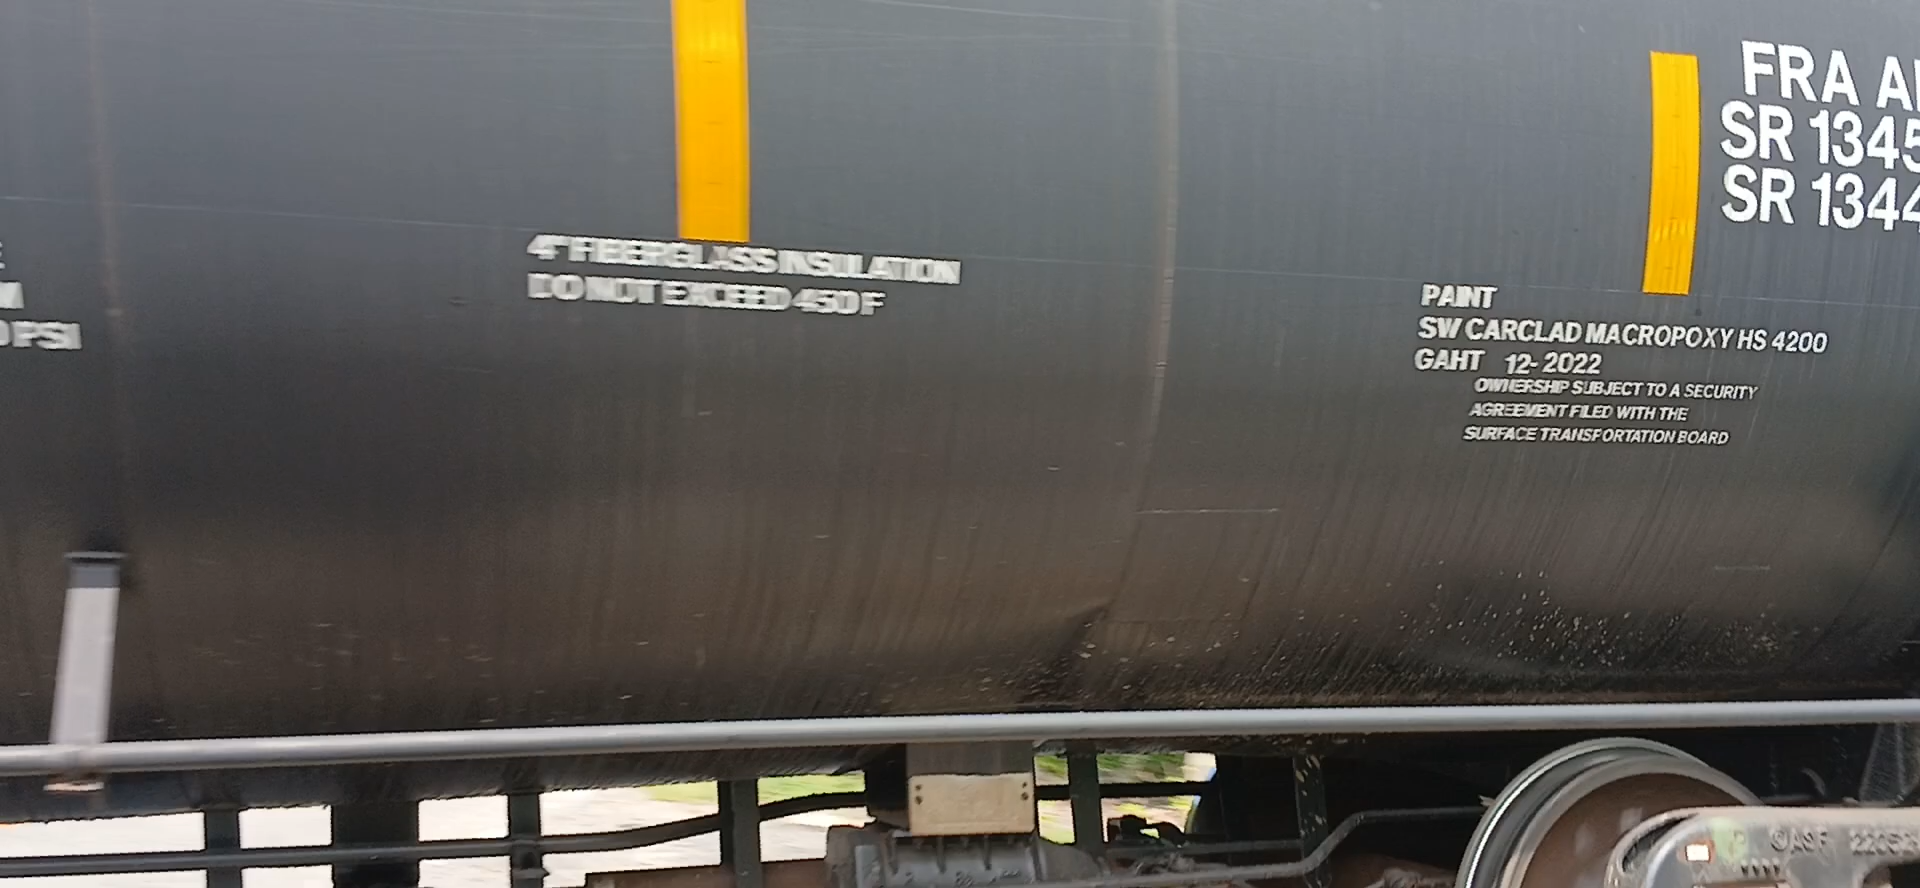 PSI
4" FIBERGLASS INSULATION
DO NOT EXCEED 450 F
FRA
SR 1345
SR 1344
PAINT
SW CARCLAD MACROPOXY HS 4200
GAHT 12-2022
OWNERSHIP SUBJECT TO A SECURITY
AGREEMENT FILED WITH THE
SURFACE TRANSPORTATION BOARD
©ASF